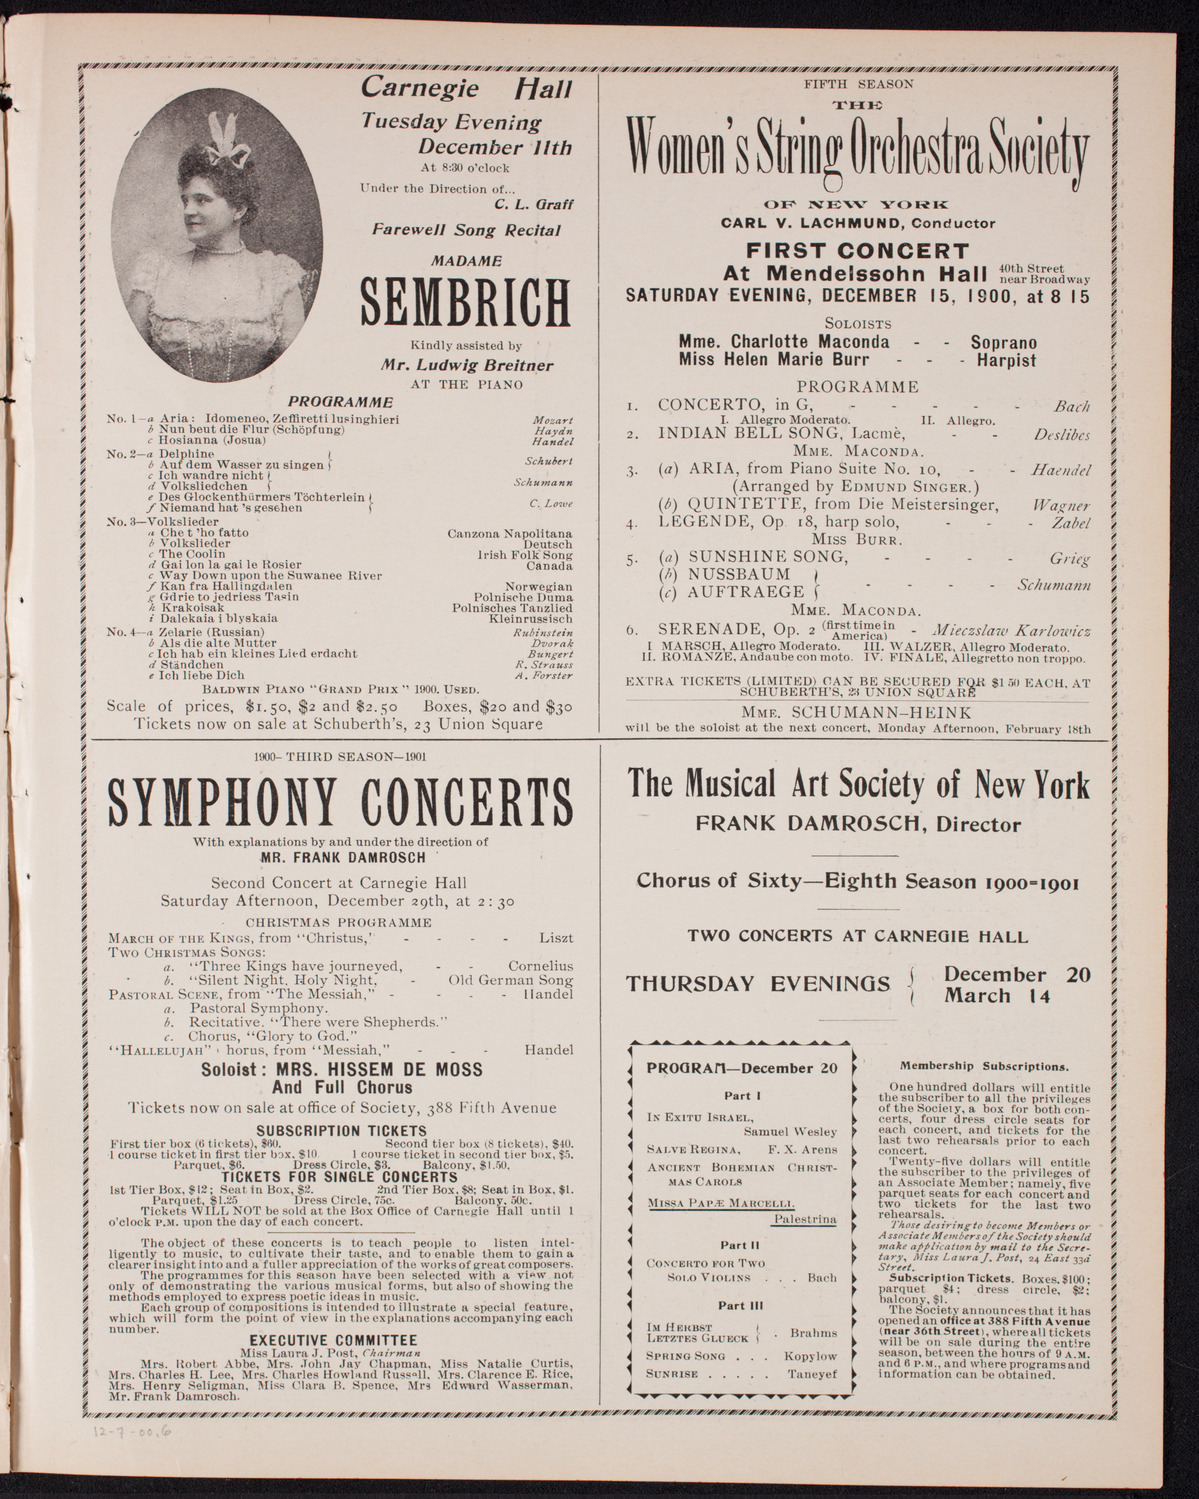 Carnegie Hall
Tuesday Evening
December 11th
At 8:30 o'clock
Under the Direction of...
C. L. Graff
Farewell Song Recital
MADAME
SEMBRICH
Kindly assisted by
Mr. Ludwig Breitner
AT THE PIANO
PROGRAMME
No. 1—a Aria: Idomeneo, Zeffiretti lusinghieri Mozart
b Nun beut die Flur (Schöpfung) Haydn
c Hosianna (Josua) Handel
No. 2—a Delphine
b Auf dem Wasser zu singen } Schubert
c Ich wandre nicht
d Volksliedchen } Schumann
e Des Glockenthürmers Töchterlein
f Niemand hat 's gesehen } C. Lowe
No. 3—Volkslieder
a Che t 'ho fatto Canzona Napolitana
b Volkslieder Deutsch
c The Coolin Irish Folk Song
d Gai lon la gai le Rosier Canada
c Way Down upon the Suwanee River
f Kan fra Hallingdalen Norwegian
g Gdrie to jedriess Tasin Polnische Duma
h Krakoisak Polnisches Tanzlied
i Dalekaia i blyskaia Kleinrussisch
No. 4—a Zelarie (Russian) Rubinstein
b Als die alte Mutter Dvorak
c Ich hab ein kleines Lied erdacht Bungert
d Ständchen R. Strauss
e Ich liebe Dich A. Forster
BALDWIN PIANO "GRAND PRIX" 1900. USED.
Scale of prices, $1.50, $2 and $2.50 Boxes, $20 and $30
Tickets now on sale at Schuberth's, 23 Union Square
FIFTH SEASON
THE
Women's String Orchestra Society
OF NEW YORK
CARL V. LACHMUND, Conductor
FIRST CONCERT
At Mendelssohn Hall 40th Street near Broadway
SATURDAY EVENING, DECEMBER 15, 1900, at 8 15
SOLOISTS
Mme. Charlotte Maconda - - Soprano
Miss Helen Marie Burr - - - Harpist
PROGRAMME
1. CONCERTO, in G, - - - - - Bach
I. Allegro Moderato. II. Allegro.
2. INDIAN BELL SONG, Lacmè, - - Deslibes
MME. MACONDA.
3. (a) ARIA, from Piano Suite No. 10, - - Haendel
(Arranged by EDMUND SINGER.)
(b) QUINTETTE, from Die Meistersinger, Wagner
4. LEGENDE, Op. 18, harp solo, - - - Zabel
MISS BURR.
5. (a) SUNSHINE SONG, - - - - Grieg
(b) NUSSBAUM
(c) AUFTRAEGE } - - - - Schumann
MME. MACONDA.
6. SERENADE, Op. 2 (first time in America) - Mieczslaw Karlowicz
I MARSCH, Allegro Moderato. III. WALZER, Allegro Moderato.
II. ROMANZE, Andaube con moto. IV. FINALE, Allegretto non troppo.
EXTRA TICKETS (LIMITED) CAN BE SECURED FOR $1 50 EACH, AT
SCHUBERTH'S, 23 UNION SQUARE
MME. SCHUMANN—HEINK
will be the soloist at the next concert, Monday Afternoon, February 18th
1900— THIRD SEASON—1901
SYMPHONY CONCERTS
With explanations by and under the direction of
MR. FRANK DAMROSCH
Second Concert at Carnegie Hall
Saturday Afternoon, December 29th, at 2:30
CHRISTMAS PROGRAMME
MARCH OF THE KINGS, from "Christus,' - - - - Liszt
TWO CHRISTMAS SONGS:
a. "Three Kings have journeyed, - - Cornelius
b. "Silent Night, Holy Night, - Old German Song
PASTORAL SCENE, from "The Messiah," - - - - Handel
a. Pastoral Symphony.
b. Recitative. "There were Shepherds."
c. Chorus, "Glory to God."
"HALLELUJAH" horus, from "Messiah," - - - Handel
Soloist: MRS. HISSEM DE MOSS
And Full Chorus
Tickets now on sale at office of Society, 388 Fifth Avenue
SUBSCRIPTION TICKETS
First tier box (6 tickets), $60. Second tier box (8 tickets), $40.
1 course ticket in first tier box, $10 1 course ticket in second tier box, $5.
Parquet, $6. Dress Circle, $3. Balcony, $1.50.
TICKETS FOR SINGLE CONCERTS
1st Tier Box, $12; Seat in Box, $2. 2nd Tier Box, $8; Seat in Box, $1.
Parquet, $1.25 Dress Circle, 75c. Balcony, 50c.
Tickets WILL NOT be sold at the Box Office of Carnegie Hall until 1
o'clock P.M. upon the day of each concert.
The object of these concerts is to teach people to listen intel-
ligently to music, to cultivate their taste, and to enable them to gain a
clearer insight into and a fuller appreciation of the works of great composers.
The programmes for this season have been selected with a view not
only of demonstrating the various musical forms, but also of showing the
methods employed to express poetic ideas in music.
Each group of compositions is intended to illustrate a special feature,
which will form the point of view in the explanations accompanying each
number.
EXECUTIVE COMMITTEE
Miss Laura J. Post, Chairman
Mrs. Robert Abbe, Mrs. John Jay Chapman, Miss Natalie Curtis,
Mrs. Charles H. Lee, Mrs. Charles Howland Russell, Mrs. Clarence E. Rice,
Mrs. Henry Seligman, Miss Clara B. Spence, Mrs Edward Wasserman,
Mr. Frank Damrosch.
The Musical Art Society of New York
FRANK DAMROSCH, Director
Chorus of Sixty—Eighth Season 1900=1901
TWO CONCERTS AT CARNEGIE HALL
THURSDAY EVENINGS { December 20
March 14
PROGRAM—December 20
Part I
IN EXITU ISRAEL,
Samuel Wesley
SALVE REGINA, F. X. Arens
ANCIENT BOHEMIAN CHRIST-
MAS CAROLS
MISSA PAPÆ MARCELLI.
Palestrina
Part II
CONCERTO FOR TWO
SOLO VIOLINS . . . Bach
Part III
IM HERBST
LETZTES GLUECK } . Brahms
SPRING SONG . . . Kopylow
SUNRISE . . . . . Taneyef
Membership Subscriptions.
One hundred dollars will entitle
the subscriber to all the privileges
of the Society, a box for both con-
certs, four dress circle seats for
each concert, and tickets for the
last two rehearsals prior to each
concert.
Twenty-five dollars will entitle
the subscriber to the privileges of
an Associate Member; namely, five
parquet seats for each concert and
two tickets for the last two
rehearsals.
Those desiring to become Members or
Associate Members of the Society should
make application by mail to the Secre-
tary, Miss Laura J. Post, 24 East 33d
Street.
Subscription Tickets. Boxes, $100;
parquet $4; dress circle, $2;
balcony, $1.
The Society announces that it has
opened an office at 388 Fifth Avenue
(near 36th Street), where all tickets
will be on sale during the entire
season, between the hours of 9 A.M.
and 6 P.M., and where programs and
information can be obtained.
12-7-00.6